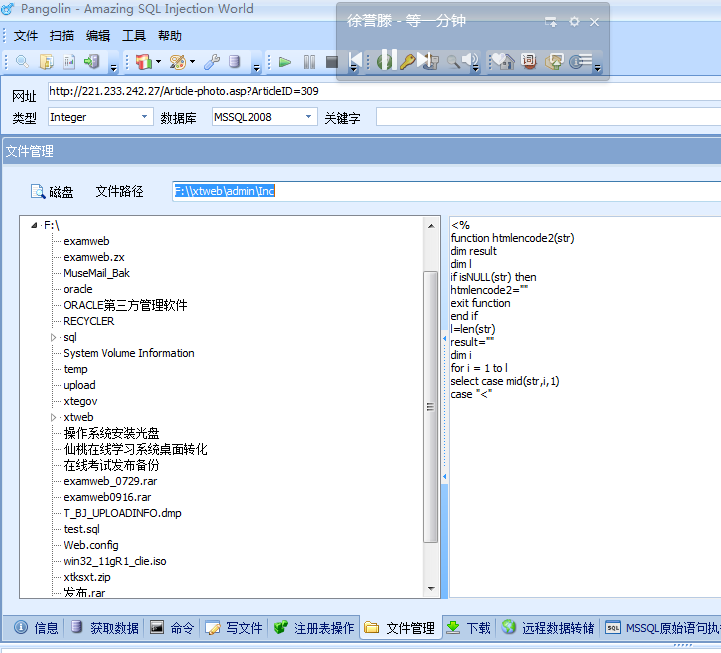 Pangolin - Amazing SQL Injection World
徐誉滕 - 等一分钟
文件 扫描 编辑 工具 帮助
网址 http://221.233.242.27/Article-photo.asp?ArticleID=309
类型 Integer 数据库 MSSQL2008 关键字
文件管理
磁盘 文件路径 F:\\xtweb\admin\Inc
F:\
examweb
examweb.zx
MuseMail_Bak
oracle
ORACLE第三方管理软件
RECYCLER
sql
System Volume Information
temp
upload
xtegov
xtweb
操作系统安装光盘
仙桃在线学习系统桌面转化
在线考试发布备份
examweb_0729.rar
examweb0916.rar
T_BJ_UPLOADINFO.dmp
test.sql
Web.config
win32_11gR1_clie.iso
xtksxt.zip
发布.rar
<%
function htmlencode2(str)
dim result
dim l
if isNULL(str) then
htmlencode2=""
exit function
end if
l=len(str)
result=""
dim i
for i = 1 to l
select case mid(str,i,1)
case "<"
信息 获取数据 命令 写文件 注册表操作 文件管理 下载 远程数据转储 SQL MSSQL原始语句执